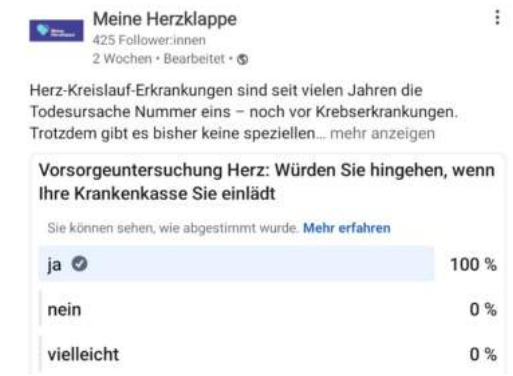 Meine Herzklappe
425 Follower:innen
2 Wochen • Bearbeitet •
Herz-Kreislauf-Erkrankungen sind seit vielen Jahren die
Todesursache Nummer eins – noch vor Krebserkrankungen.
Trotzdem gibt es bisher keine speziellen... mehr anzeigen
Vorsorgeuntersuchung Herz: Würden Sie hingehen, wenn
Ihre Krankenkasse Sie einlädt
Sie können sehen, wie abgestimmt wurde. Mehr erfahren
ja 100 %
nein 0 %
vielleicht 0 %